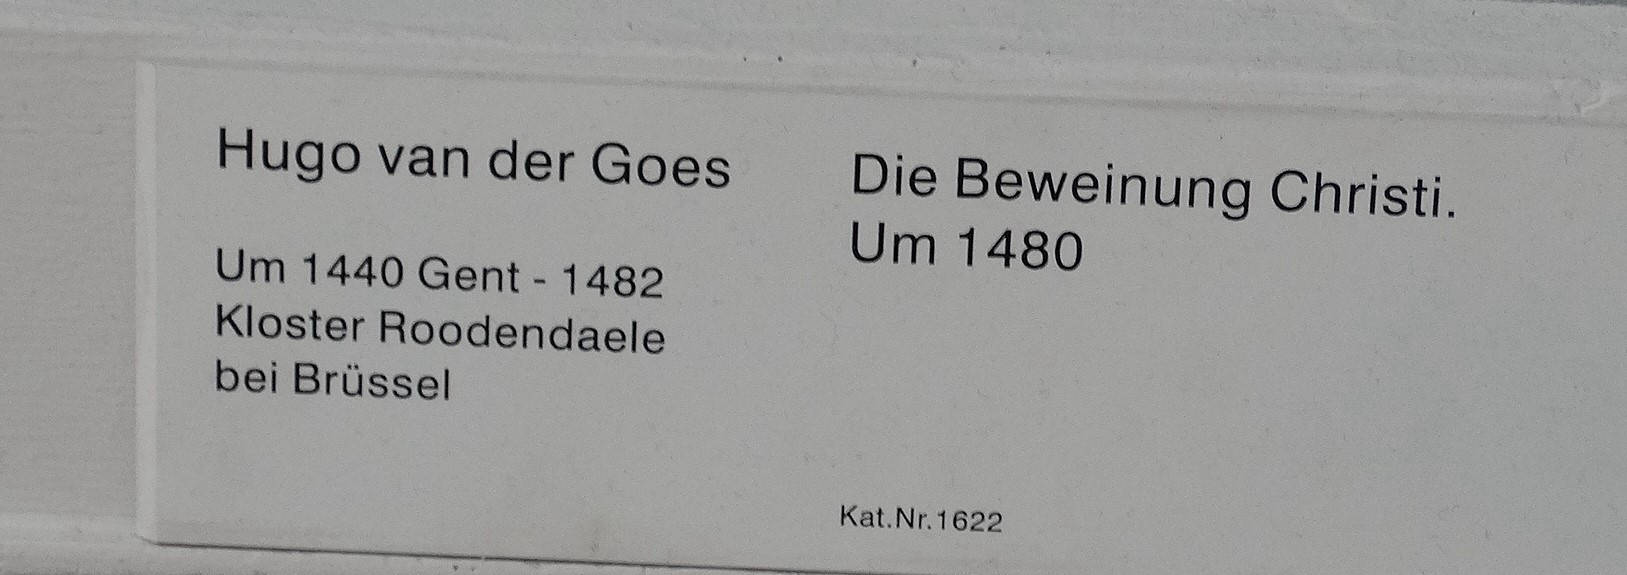 Hugo van der Goes
Um 1440 Gent - 1482
Kloster Roodendaele
bei Brüssel
Die Beweinung Christi.
Um 1480
Kat.Nr.1622